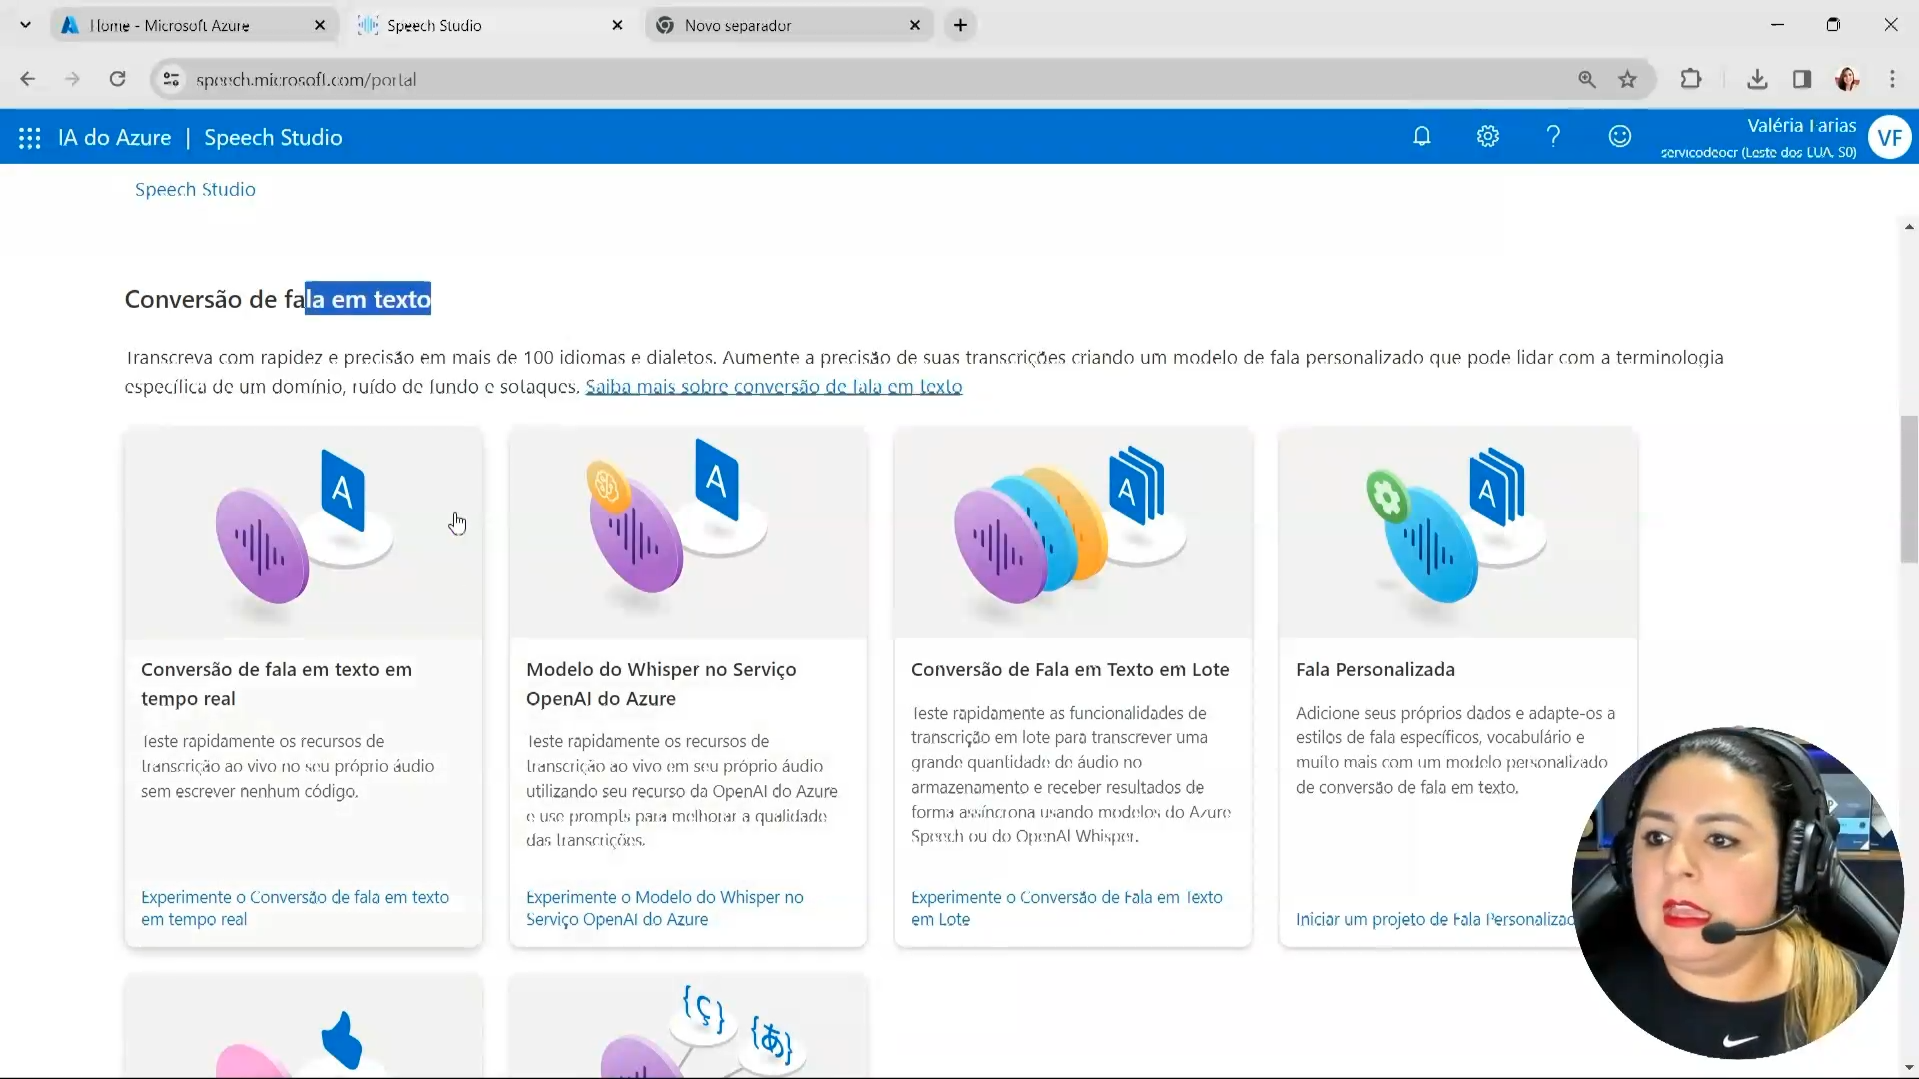 Home - Microsoft Azure
Speech Studio
Novo separador
speech.microsoft.com/portal
IA do Azure | Speech Studio
Valéria Farias
servicodeocr (Leste dos EUA, S0)
VF
Speech Studio
Conversão de fala em texto
Transcreva com rapidez e precisão em mais de 100 idiomas e dialetos. Aumente a precisão de suas transcrições criando um modelo de fala personalizado que pode lidar com a terminologia
específica de um domínio, ruído de fundo e sotaques. Saiba mais sobre conversão de fala em texto
A
A
A
A
Conversão de fala em texto em
tempo real
Teste rapidamente os recursos de
transcrição ao vivo no seu próprio áudio
sem escrever nenhum código.
Experimente o Conversão de fala em texto
em tempo real
Modelo do Whisper no Serviço
OpenAI do Azure
Teste rapidamente os recursos de
transcrição ao vivo em seu próprio áudio
utilizando seu recurso da OpenAI do Azure
e use prompts para melhorar a qualidade
das transcrições.
Experimente o Modelo do Whisper no
Serviço OpenAI do Azure
Conversão de Fala em Texto em Lote
Teste rapidamente as funcionalidades de
transcrição em lote para transcrever uma
grande quantidade de áudio no
armazenamento e receber resultados de
forma assíncrona usando modelos do Azure
Speech ou do OpenAI Whisper.
Experimente o Conversão de Fala em Texto
em Lote
Fala Personalizada
Adicione seus próprios dados e adapte-os a
estilos de fala específicos, vocabulário e
muito mais com um modelo personalizado
de conversão de fala em texto.
Iniciar um projeto de Fala Personalizad
{ç}
{あ}